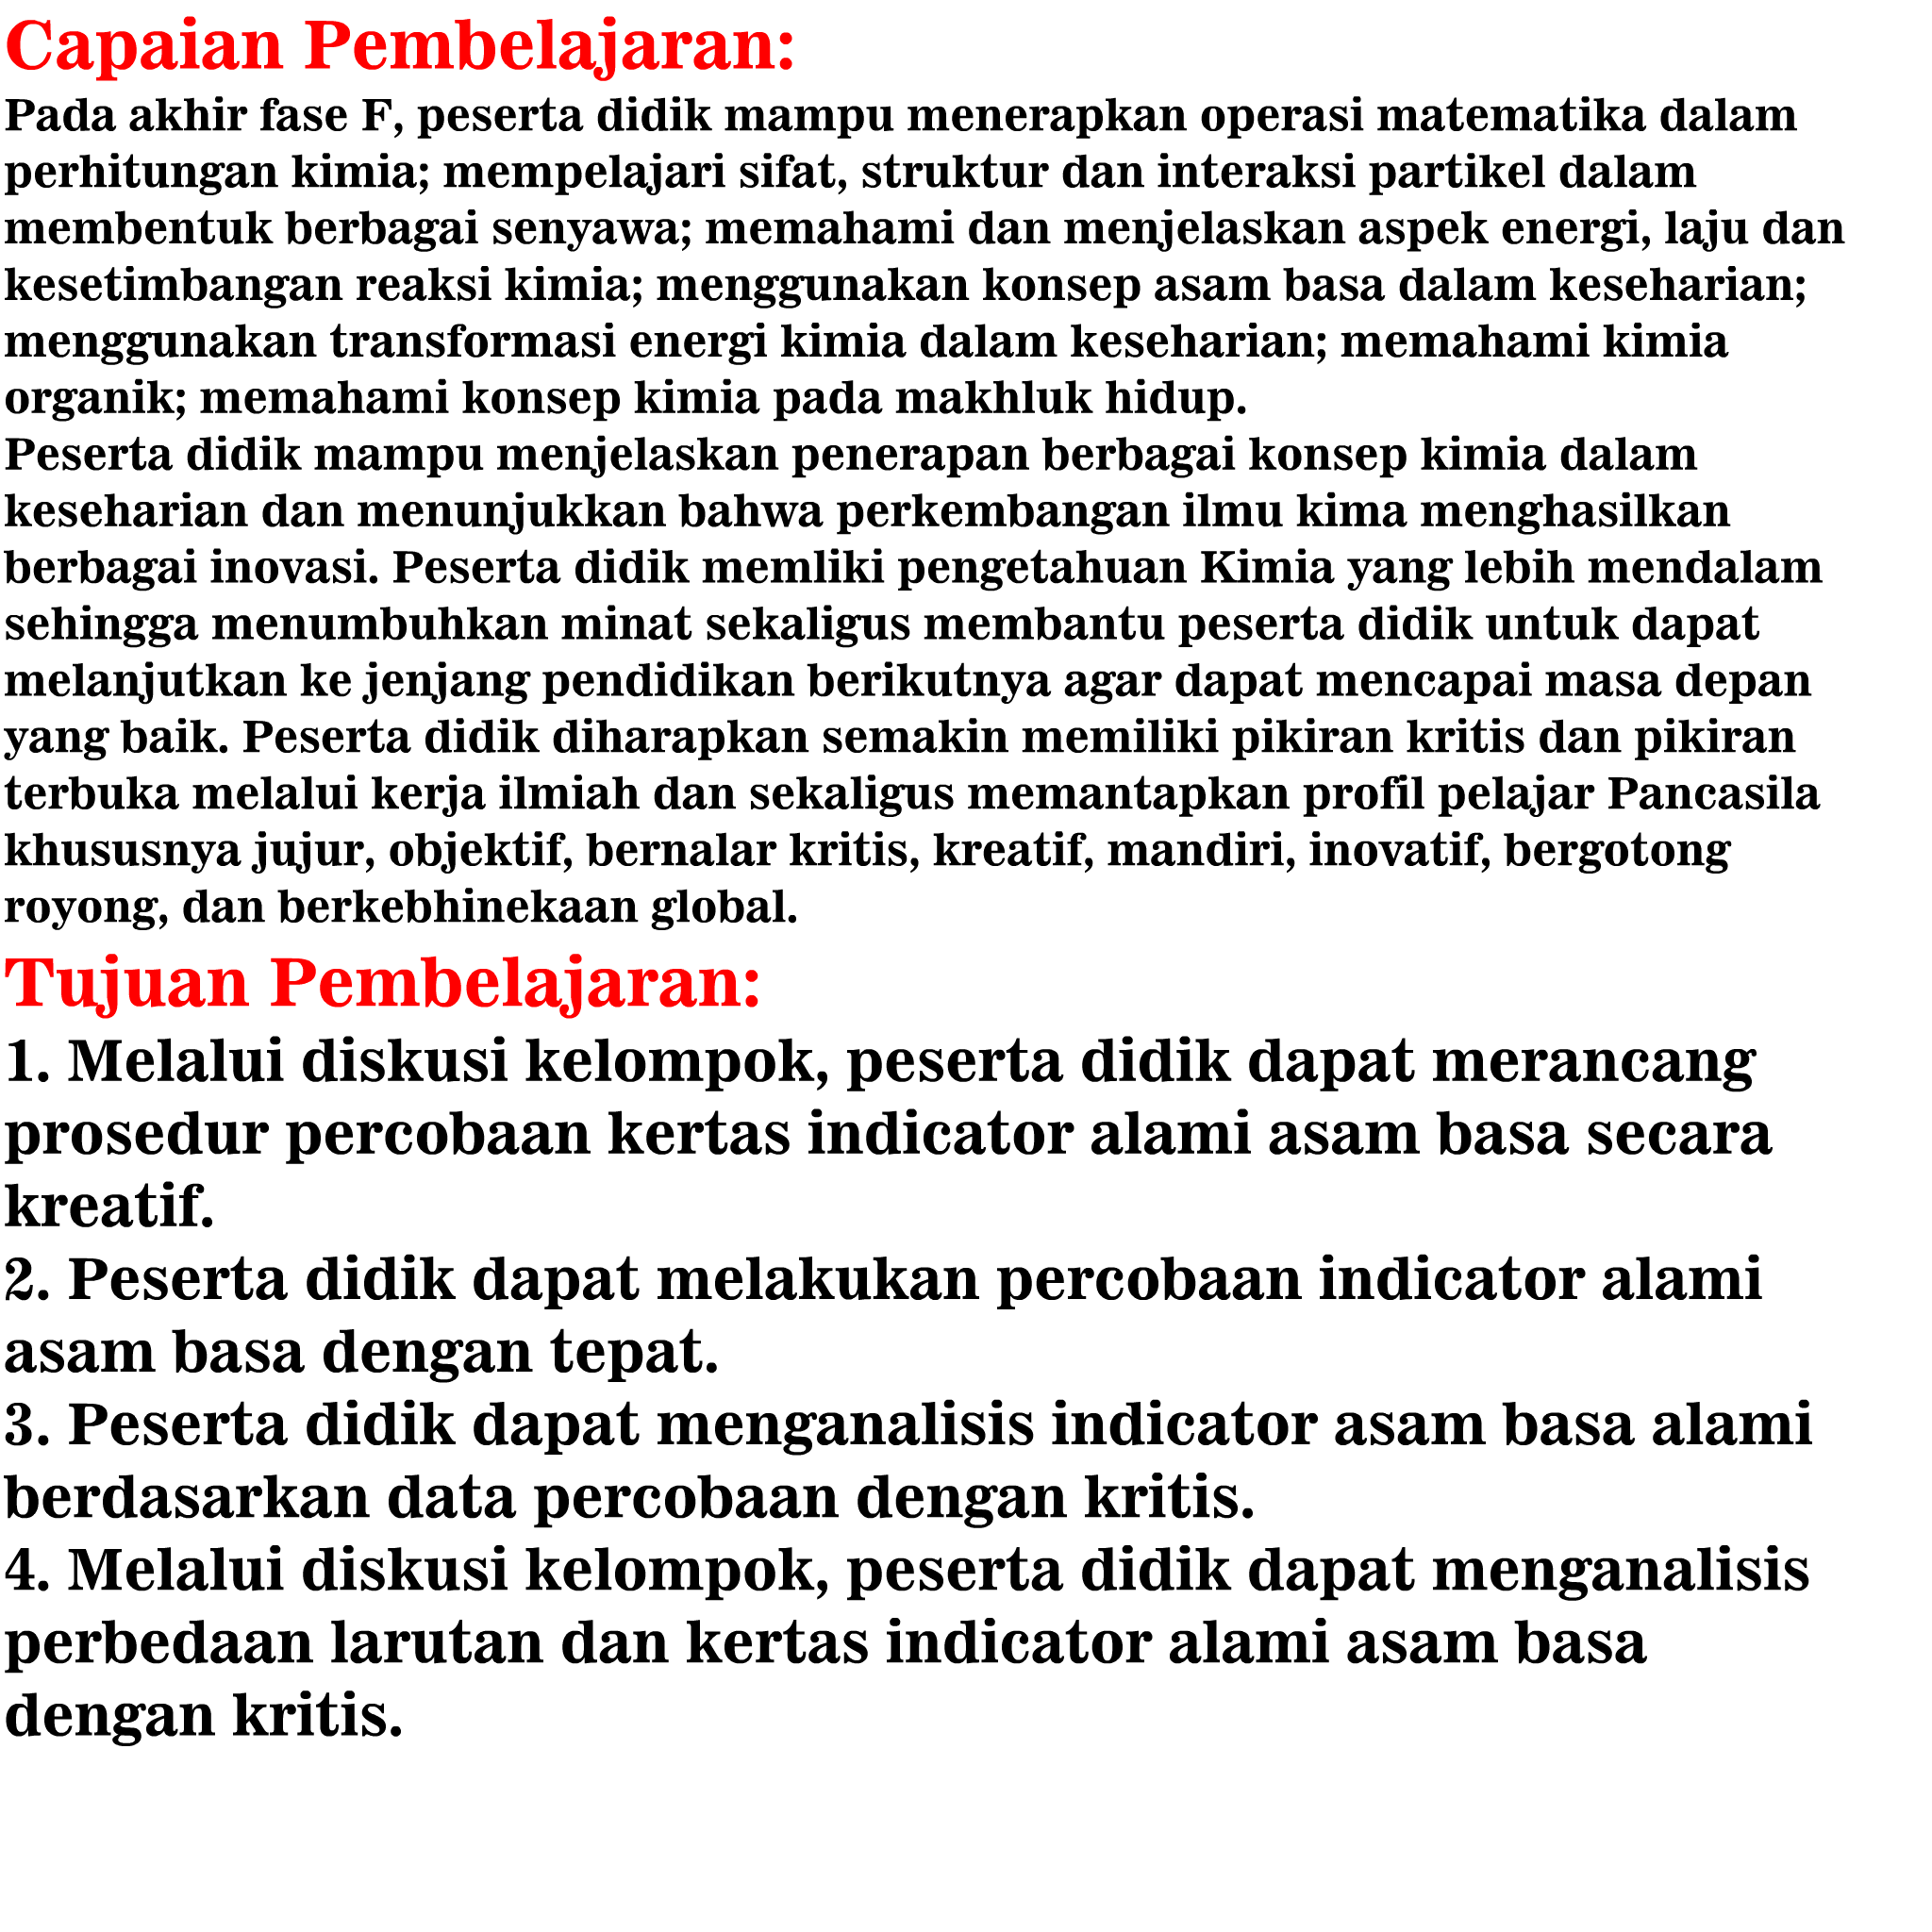 Capaian Pembelajaran:
Pada akhir fase F, peserta didik mampu menerapkan operasi matematika dalam
perhitungan kimia; mempelajari sifat, struktur dan interaksi partikel dalam
membentuk berbagai senyawa; memahami dan menjelaskan aspek energi, laju dan
kesetimbangan reaksi kimia; menggunakan konsep asam basa dalam keseharian;
menggunakan transformasi energi kimia dalam keseharian; memahami kimia
organik; memahami konsep kimia pada makhluk hidup.
Peserta didik mampu menjelaskan penerapan berbagai konsep kimia dalam
keseharian dan menunjukkan bahwa perkembangan ilmu kima menghasilkan
berbagai inovasi. Peserta didik memliki pengetahuan Kimia yang lebih mendalam
sehingga menumbuhkan minat sekaligus membantu peserta didik untuk dapat
melanjutkan ke jenjang pendidikan berikutnya agar dapat mencapai masa depan
yang baik. Peserta didik diharapkan semakin memiliki pikiran kritis dan pikiran
terbuka melalui kerja ilmiah dan sekaligus memantapkan profil pelajar Pancasila
khususnya jujur, objektif, bernalar kritis, kreatif, mandiri, inovatif, bergotong
royong, dan berkebhinekaan global.
Tujuan Pembelajaran:
1. Melalui diskusi kelompok, peserta didik dapat merancang
prosedur percobaan kertas indicator alami asam basa secara
kreatif.
2. Peserta didik dapat melakukan percobaan indicator alami
asam basa dengan tepat.
3. Peserta didik dapat menganalisis indicator asam basa alami
berdasarkan data percobaan dengan kritis.
4. Melalui diskusi kelompok, peserta didik dapat menganalisis
perbedaan larutan dan kertas indicator alami asam basa
dengan kritis.